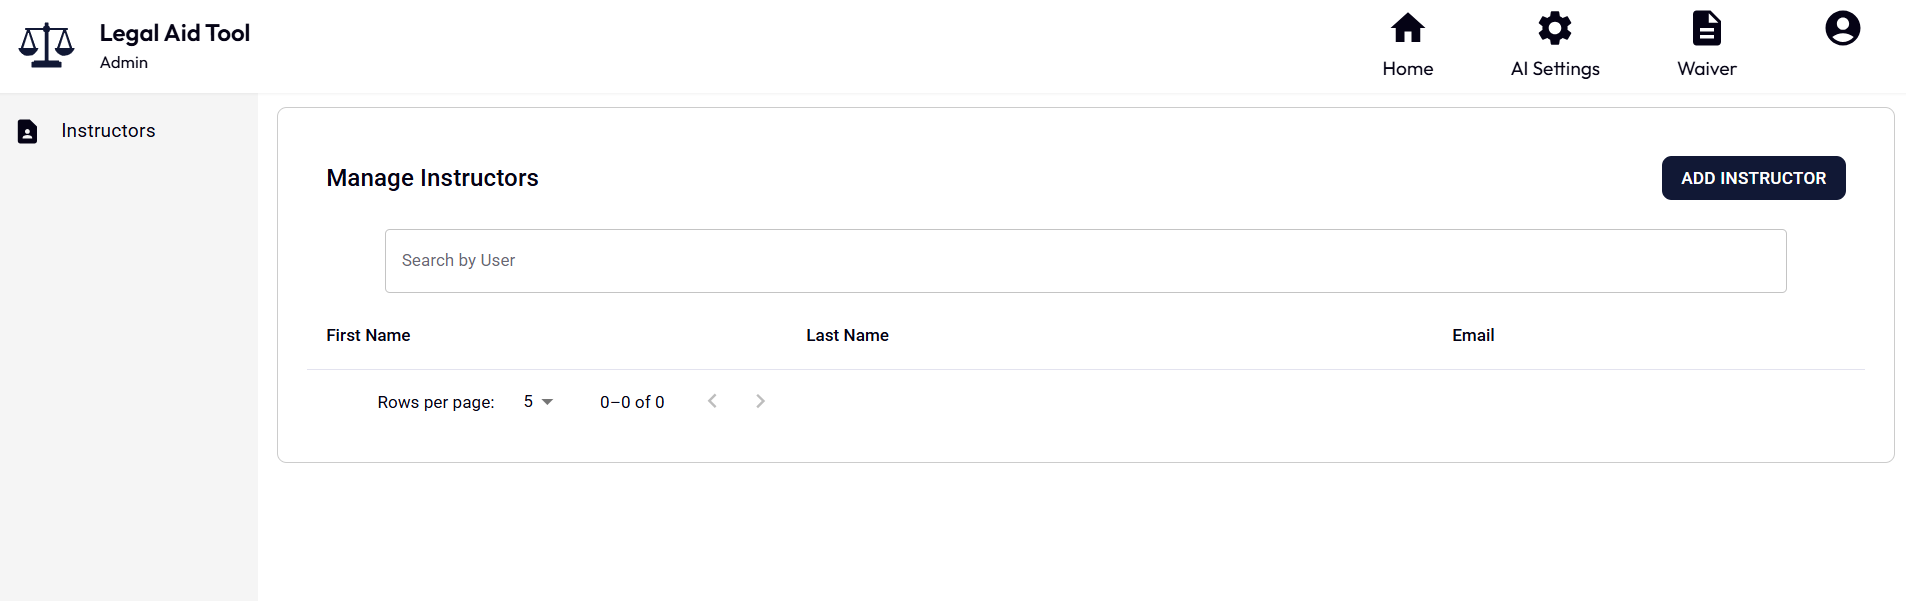 Legal Aid Tool
Admin
Home
AI Settings
Waiver
Instructors
Manage Instructors
ADD INSTRUCTOR
Search by User
First Name
Last Name
Email
Rows per page:
5
0–0 of 0